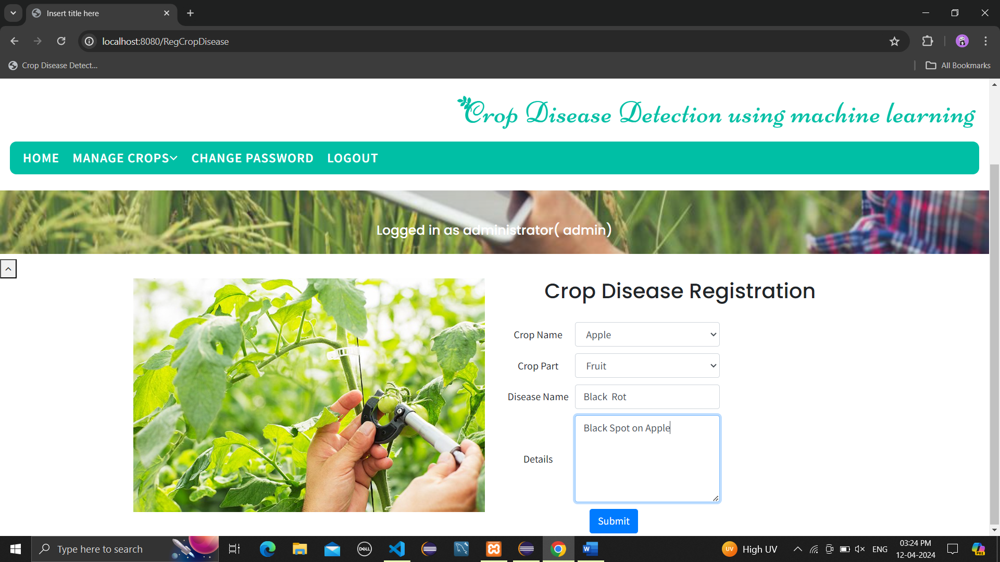 Insert title here
localhost:8080/RegCropDisease
Crop Disease Detect...
All Bookmarks
Crop Disease Detection using machine learning
HOME MANAGE CROPS CHANGE PASSWORD LOGOUT
Logged in as administrator( admin)
Crop Disease Registration
Crop Name Apple
Crop Part Fruit
Disease Name Black  Rot
Details Black Spot on Apple
Submit
Type here to search
DELL
W
UV High UV
ENG
03:24 PM
12-04-2024
PRE